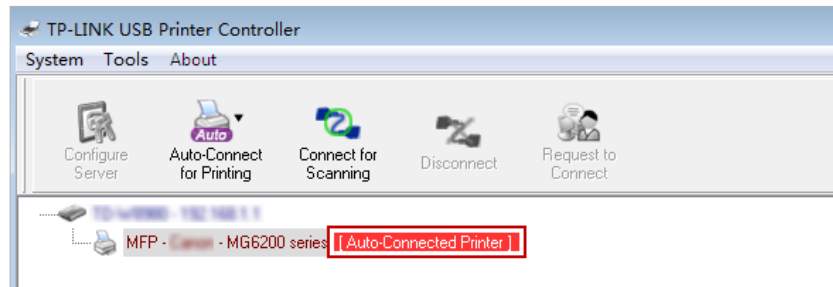 TP-LINK USB Printer Controller
System Tools About
Auto
Configure
Server
Auto-Connect
for Printing
Connect for
Scanning
Disconnect
Request to
Connect
MFP - - MG6200 series [ Auto-Connected Printer ]